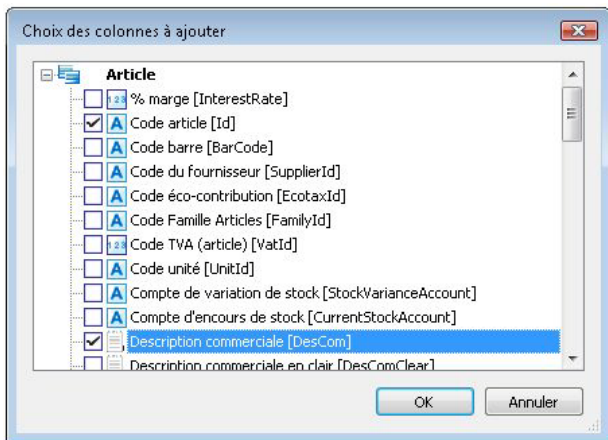 Choix des colonnes à ajouter
Article
% marge [InterestRate]
Code article [Id]
Code barre [BarCode]
Code du fournisseur [SupplierId]
Code éco-contribution [EcotaxId]
Code Famille Articles [FamilyId]
Code TVA (article) [VatId]
Code unité [UnitId]
Compte de variation de stock [StockVarianceAccount]
Compte d'encours de stock [CurrentStockAccount]
Description commerciale [DesCom]
Description commerciale en clair [DesComClear]
OK Annuler